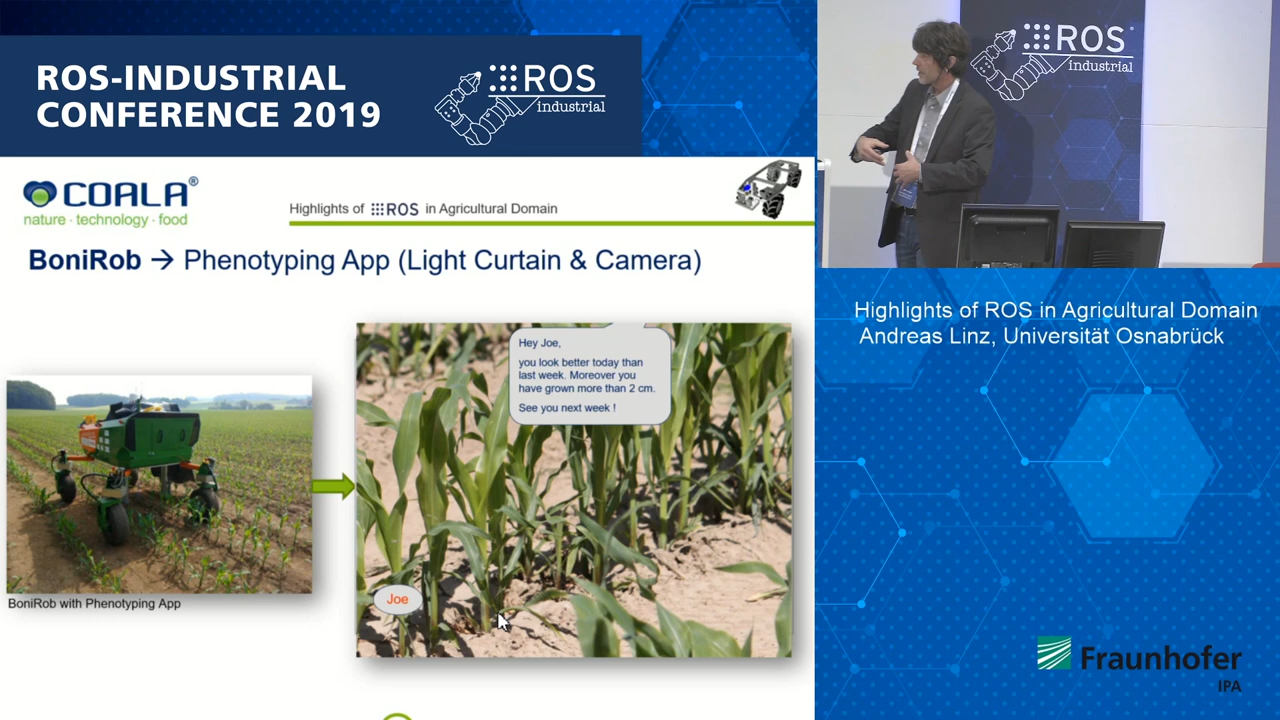 ROS-INDUSTRIAL
CONFERENCE 2019
ROS
industrial
COALA®
nature · technology · food
Highlights of ROS in Agricultural Domain
BoniRob → Phenotyping App (Light Curtain & Camera)
Hey Joe,
you look better today than
last week. Moreover you
have grown more than 2 cm.
See you next week !
Joe
BoniRob with Phenotyping App
ROS
industrial
Highlights of ROS in Agricultural Domain
Andreas Linz, Universität Osnabrück
Fraunhofer
IPA